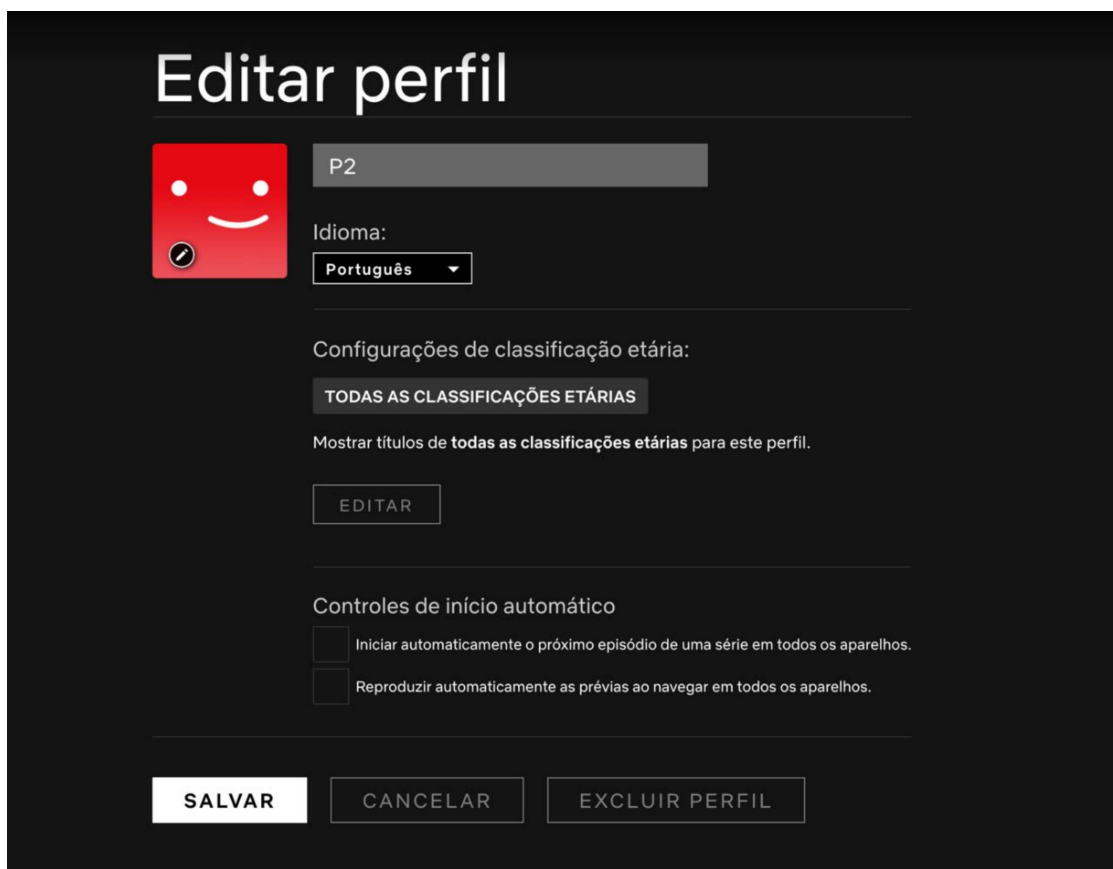 Editar perfil
P2
Idioma:
Português
Configurações de classificação etária:
TODAS AS CLASSIFICAÇÕES ETÁRIAS
Mostrar títulos de todas as classificações etárias para este perfil.
EDITAR
Controles de início automático
Iniciar automaticamente o próximo episódio de uma série em todos os aparelhos.
Reproduzir automaticamente as prévias ao navegar em todos os aparelhos.
SALVAR CANCELAR EXCLUIR PERFIL